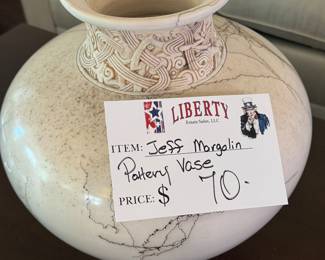 LIBERTY
Estate Sales, LLC
ITEM: Jeff Margolin
Pottery Vase
PRICE: $ 70.